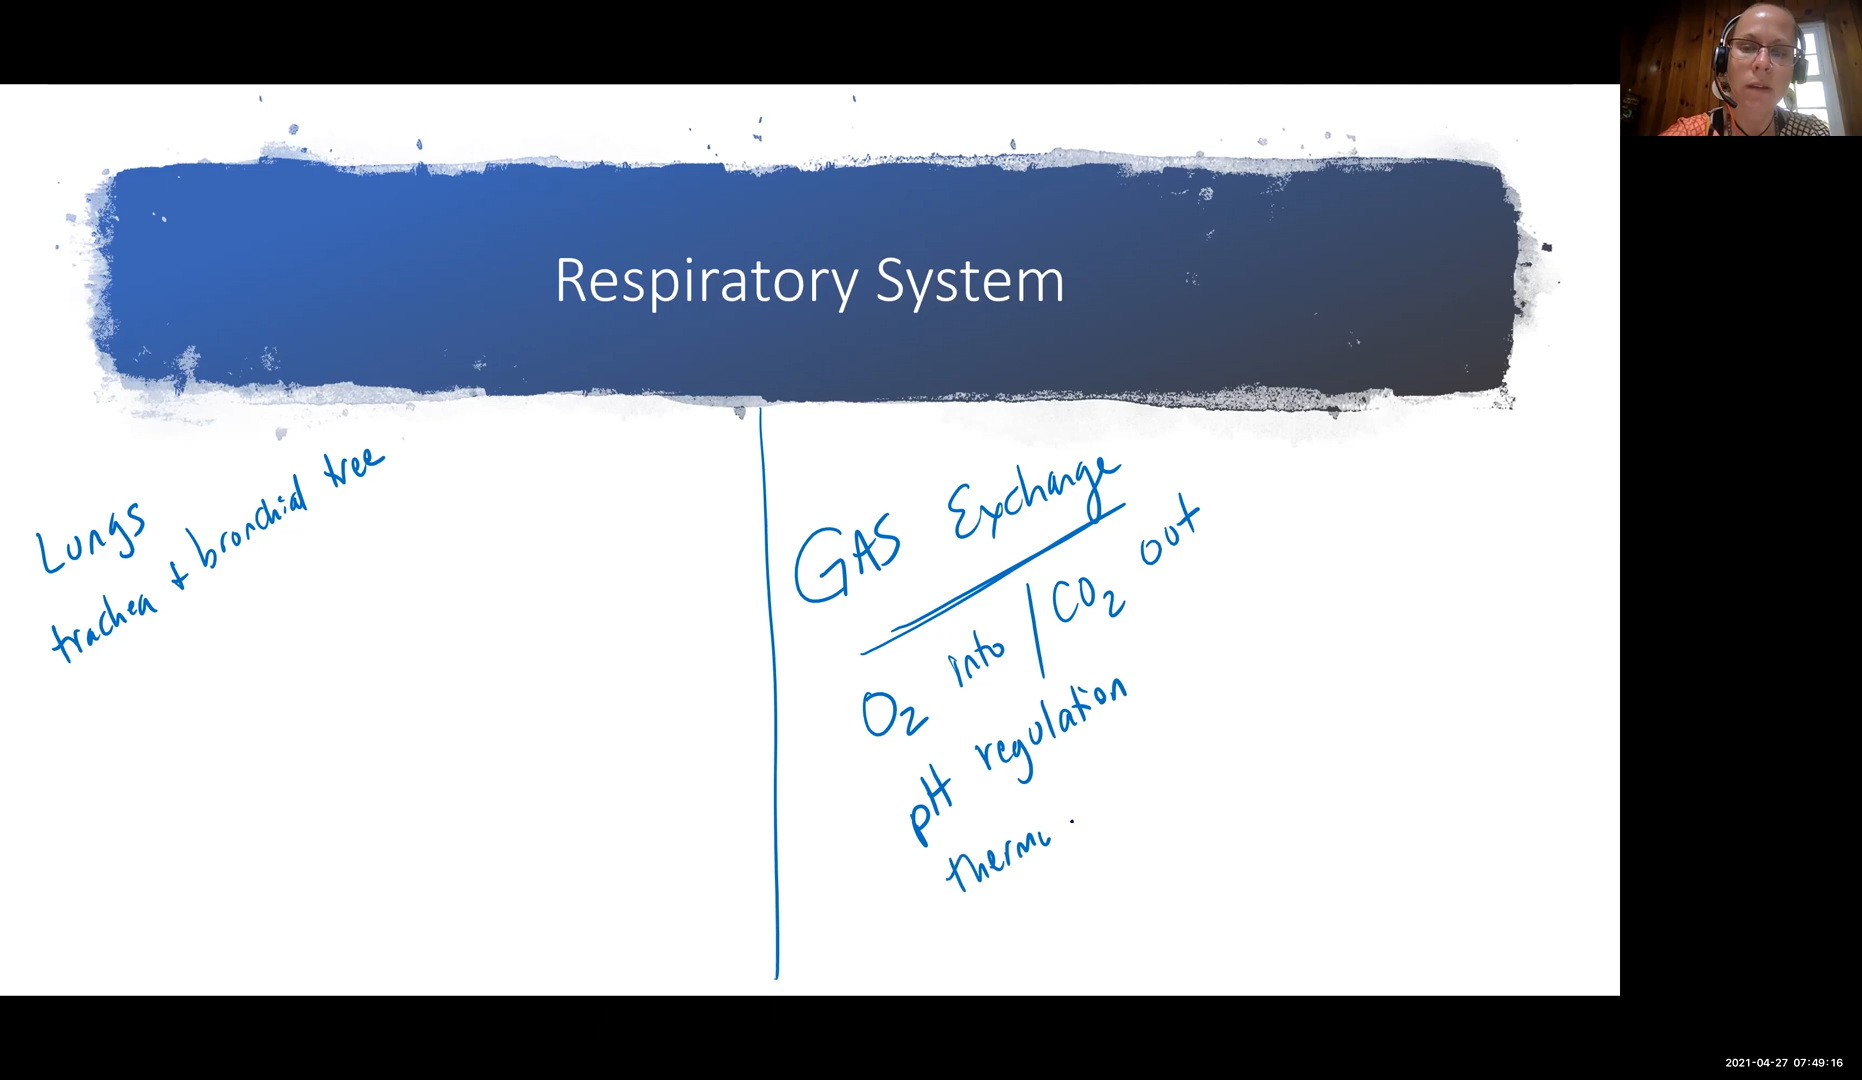 Respiratory System
Lungs
trachea & bronchial tree
GAS Exchange
O2 into / CO2 out
pH regulation
thermo
2021-04-27 07:49:16